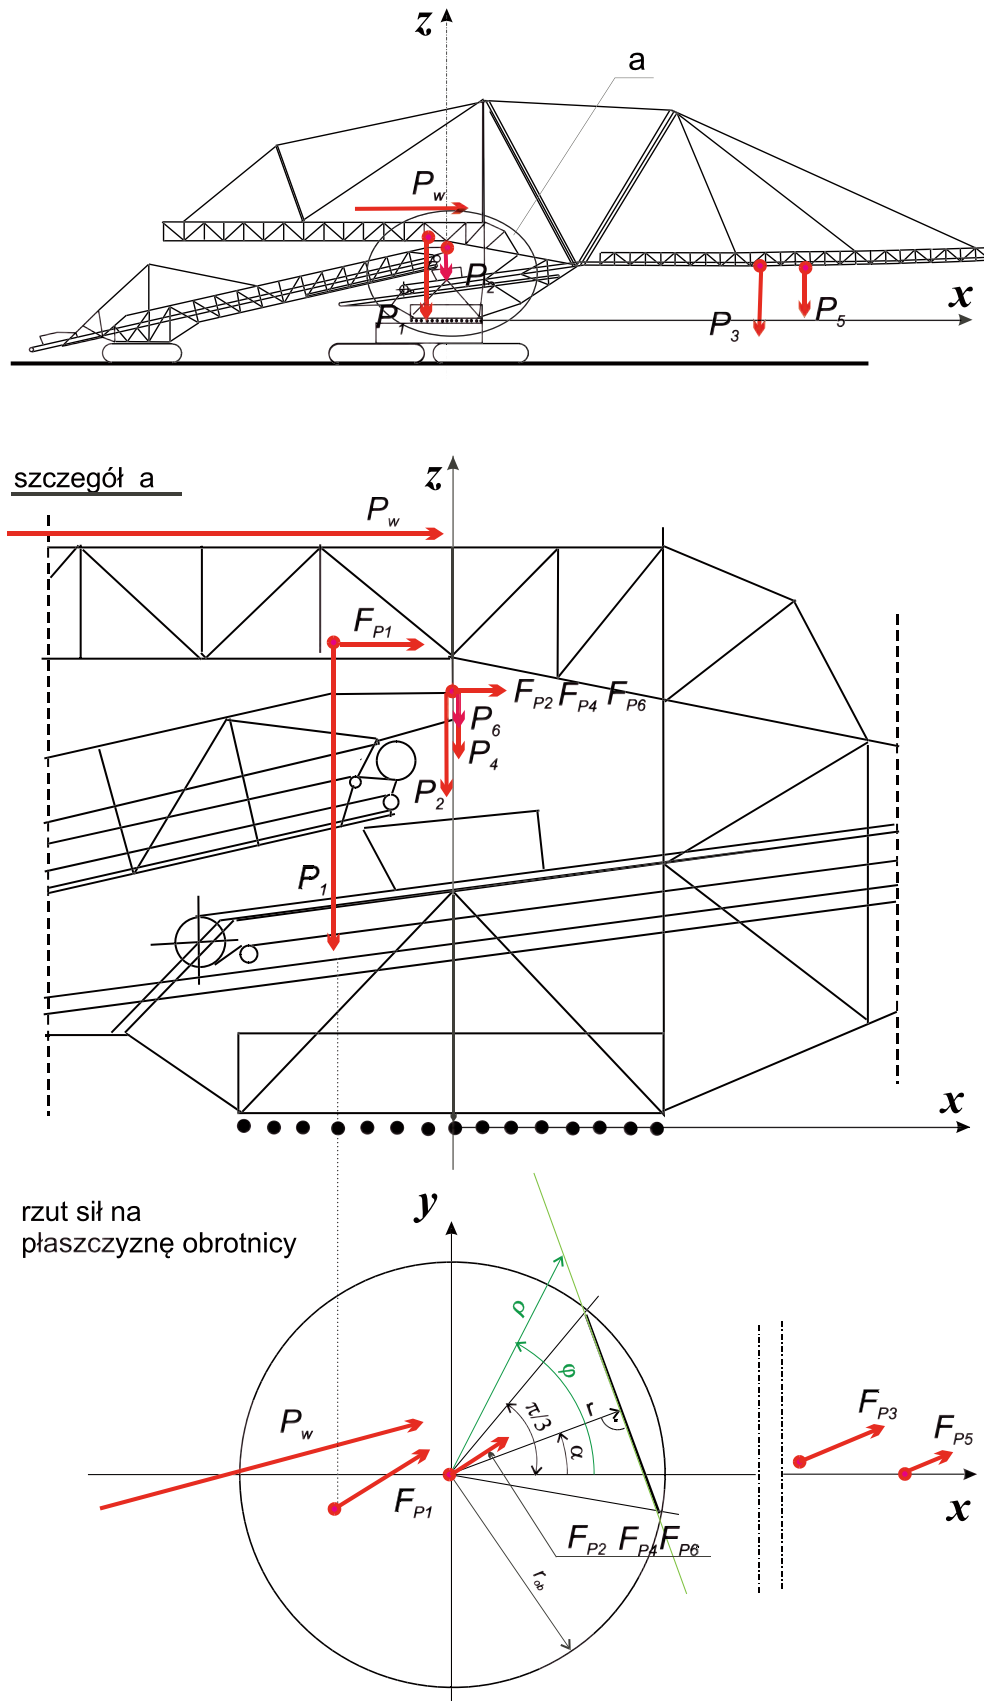 z
a
P_w
P_2
x
P_1
P_3
P_5
szczegół a
z
P_w
F_P1
F_P2 F_P4 F_P6
P_6
P_4
P_2
P_1
x
rzut sił na
płaszczyznę obrotnicy
y
ρ
φ
π/3
r
α
P_w
F_P3
F_P5
F_P1
x
F_P2 F_P4 F_P6
r_ob